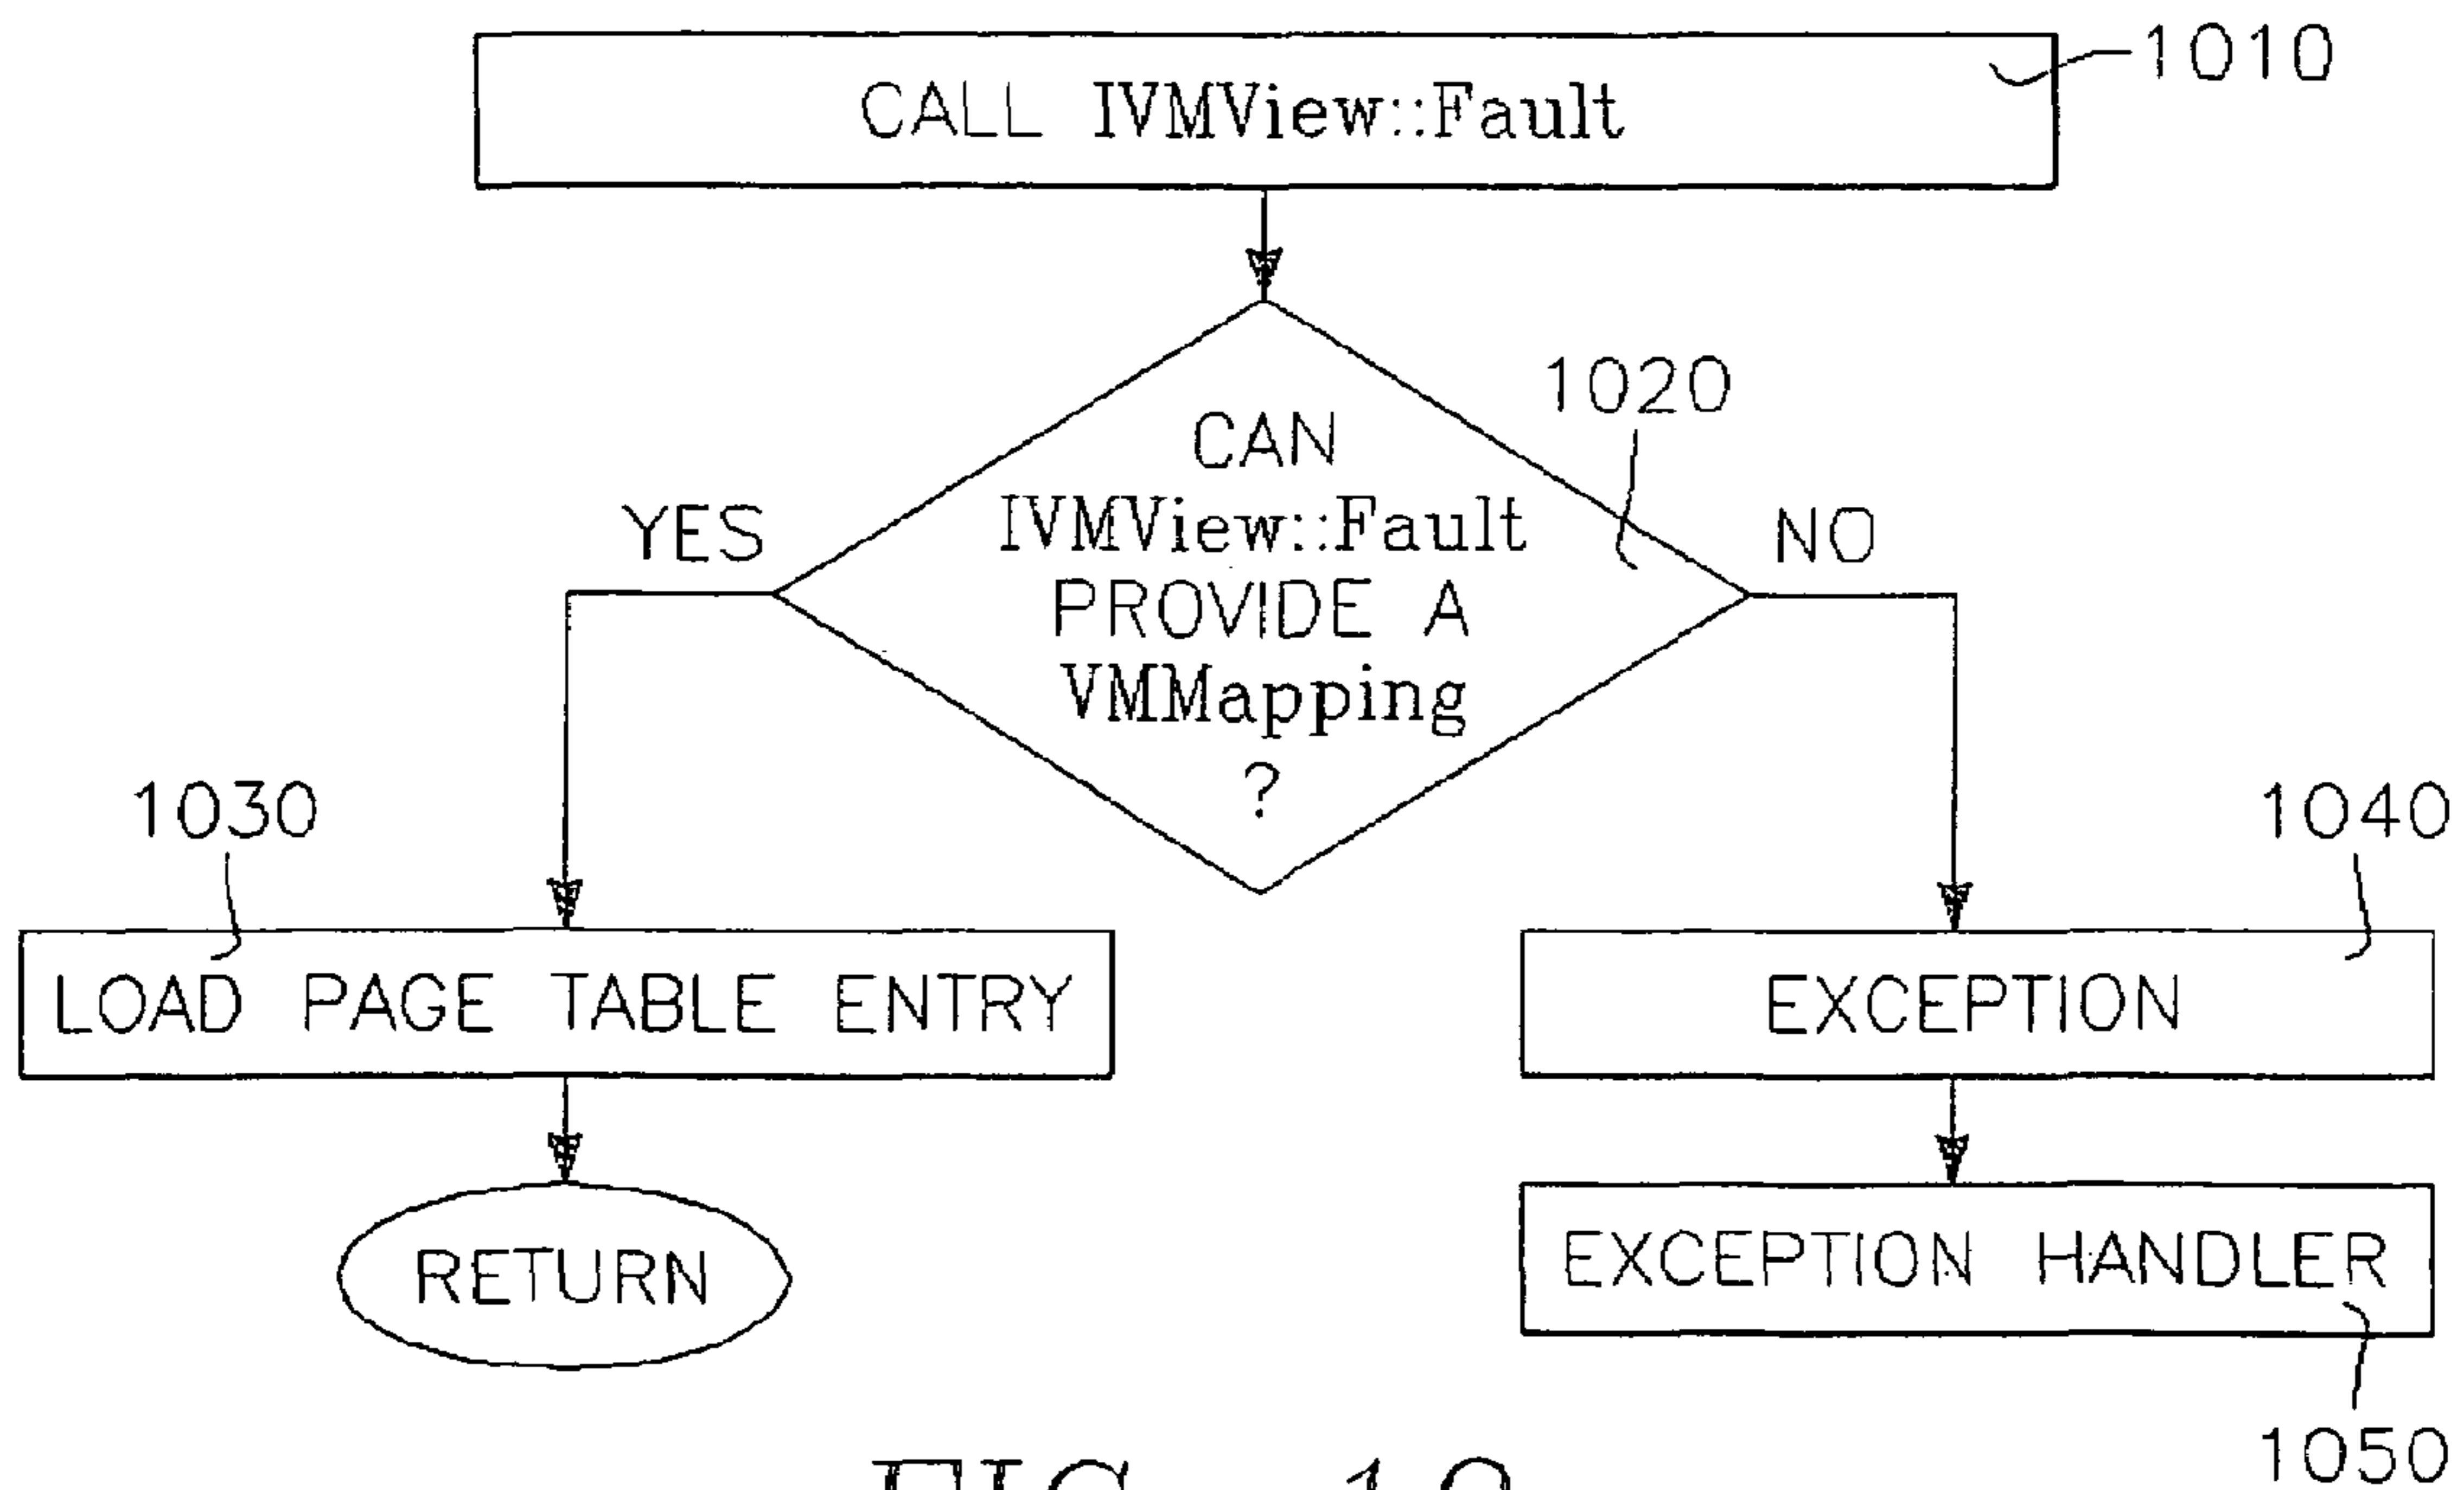 CALL IVMView::Fault
1010
1020
CAN
IVMView::Fault
PROVIDE A
VMMapping
?
YES
NO
1030
1040
LOAD PAGE TABLE ENTRY
EXCEPTION
RETURN
EXCEPTION HANDLER
1050